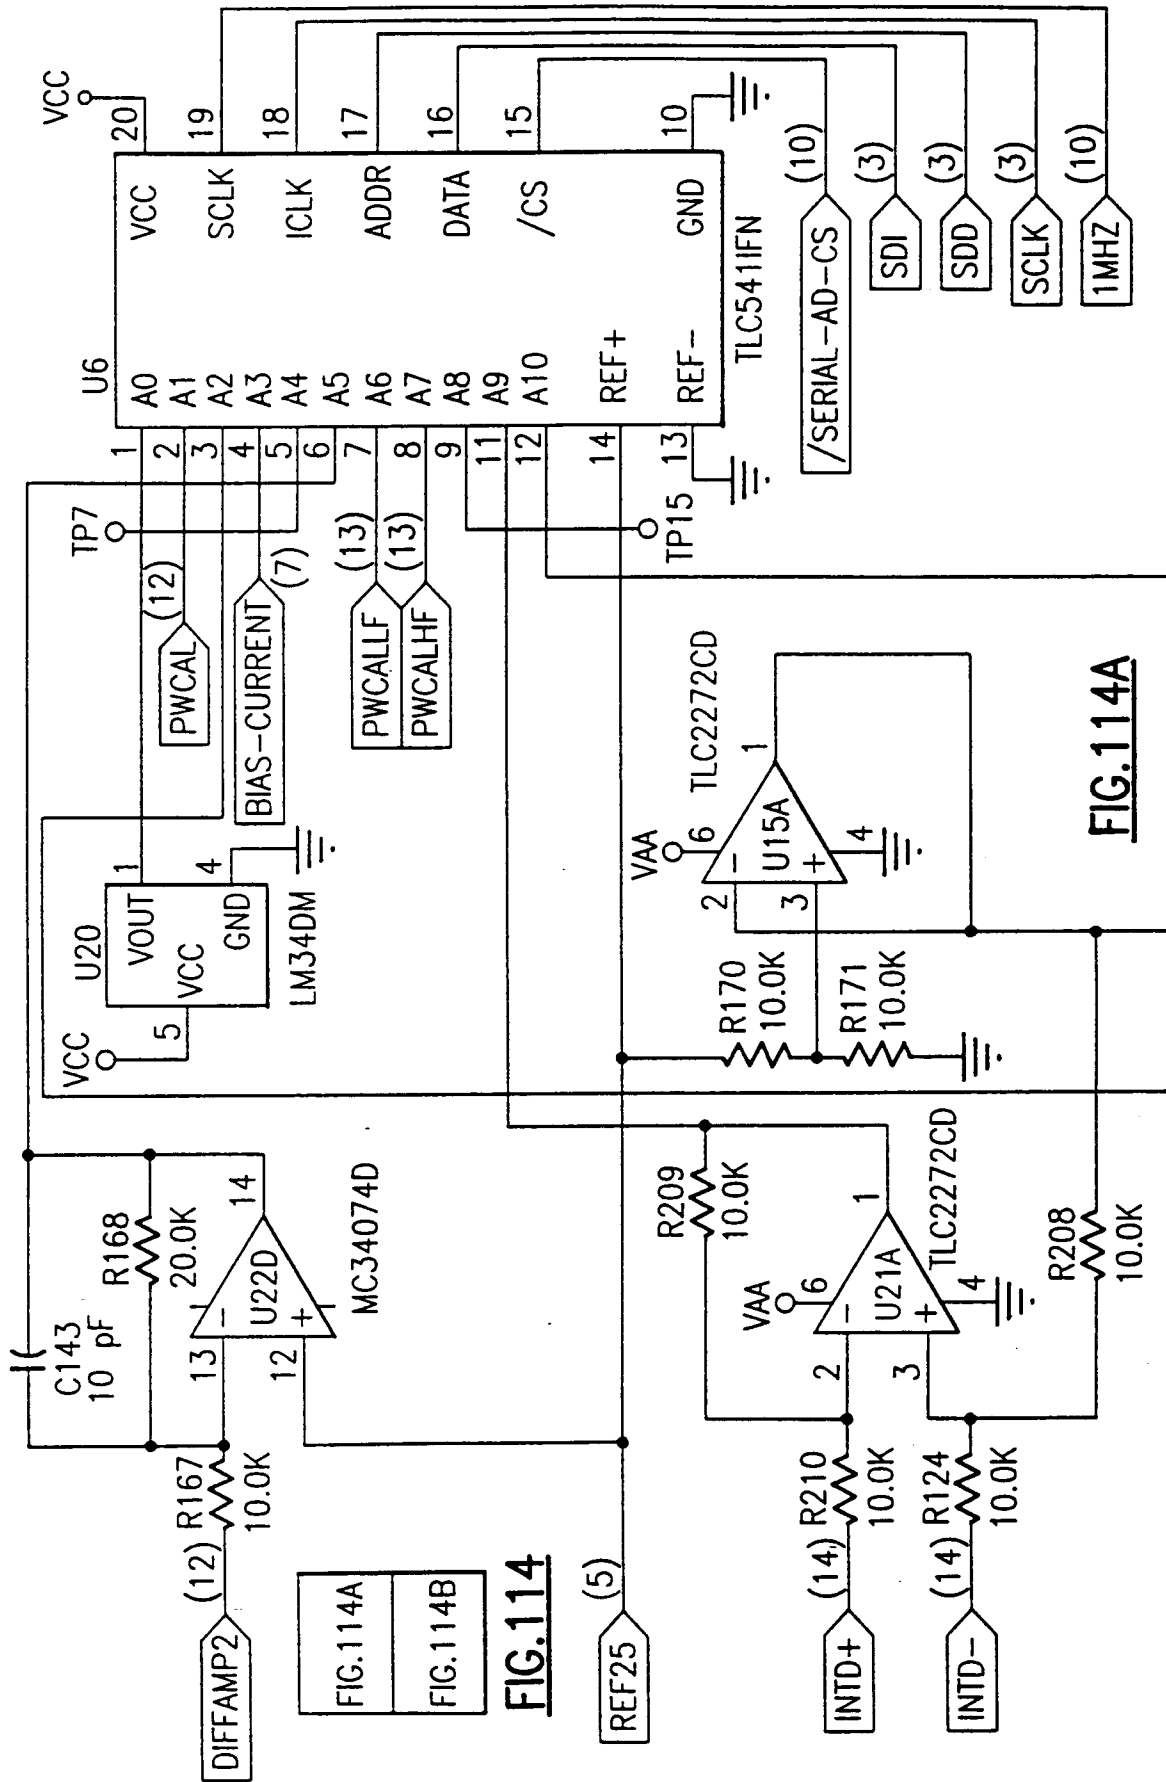 C143
10 pF
R168
20.0K
R167
10.0K
(12)
DIFFAMP2
13
12
14
U22D
-
+
MC34074D
FIG.114A
FIG.114B
FIG.114
REF25
(5)
VCC
5
U20
VOUT
VCC
GND
1
4
LM34DM
TP7
PWCAL
(12)
BIAS-CURRENT
(7)
PWCALLF
(13)
PWCALHF
(13)
TP15
U6
1
2
3
4
5
6
7
8
9
11
12
14
13
A0
A1
A2
A3
A4
A5
A6
A7
A8
A9
A10
REF+
REF-
VCC
SCLK
ICLK
ADDR
DATA
/CS
GND
VCC
20
19
18
17
16
15
10
TLC541IFN
/SERIAL-AD-CS
(10)
SDI
(3)
SDD
(3)
SCLK
(3)
1MHZ
(10)
R170
10.0K
R171
10.0K
VAA
6
2
3
-
+
U15A
4
1
TLC2272CD
R209
10.0K
VAA
6
2
3
-
+
U21A
4
1
TLC2272CD
R208
10.0K
R210
10.0K
(14)
INTD+
R124
10.0K
(14)
INTD-
FIG.114A